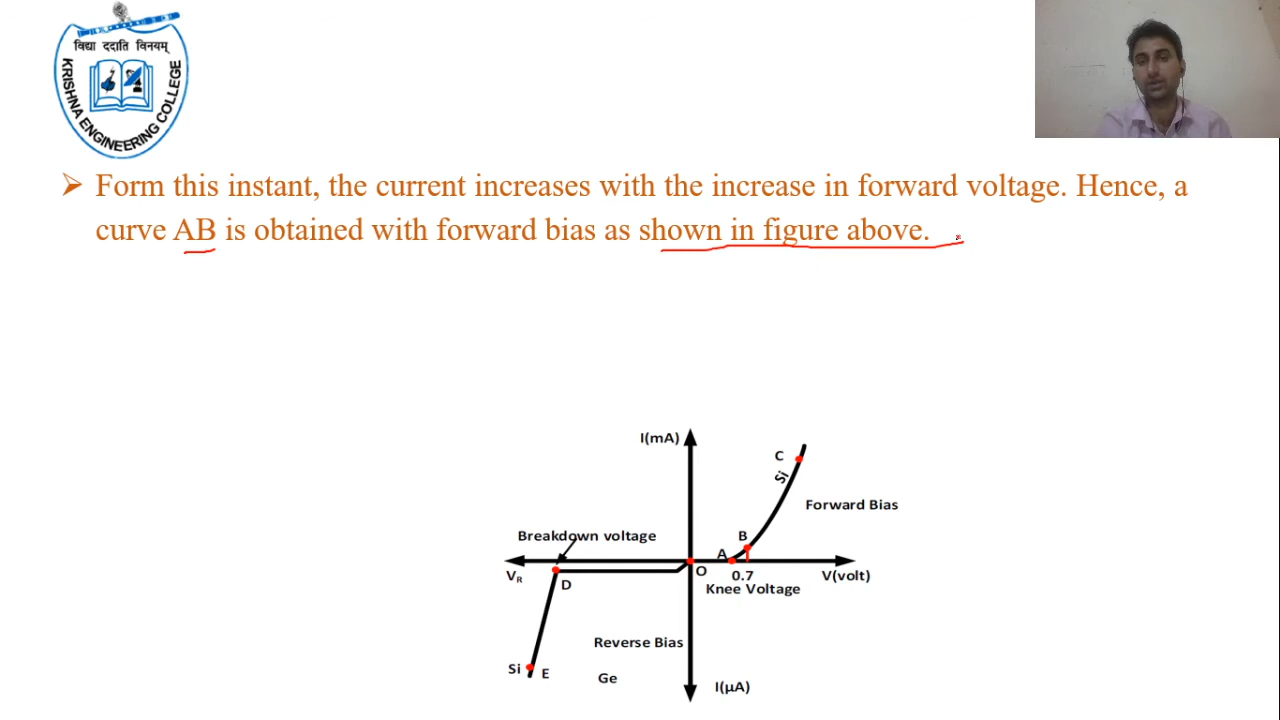 विद्या ददाति विनयम्
KRISHNA ENGINEERING COLLEGE
➢ Form this instant, the current increases with the increase in forward voltage. Hence, a
curve AB is obtained with forward bias as shown in figure above.
I(mA)
C
Si
Forward Bias
Breakdown voltage
B
A
V_R
D
O
0.7
V(volt)
Knee Voltage
Reverse Bias
Si
E
Ge
I(µA)